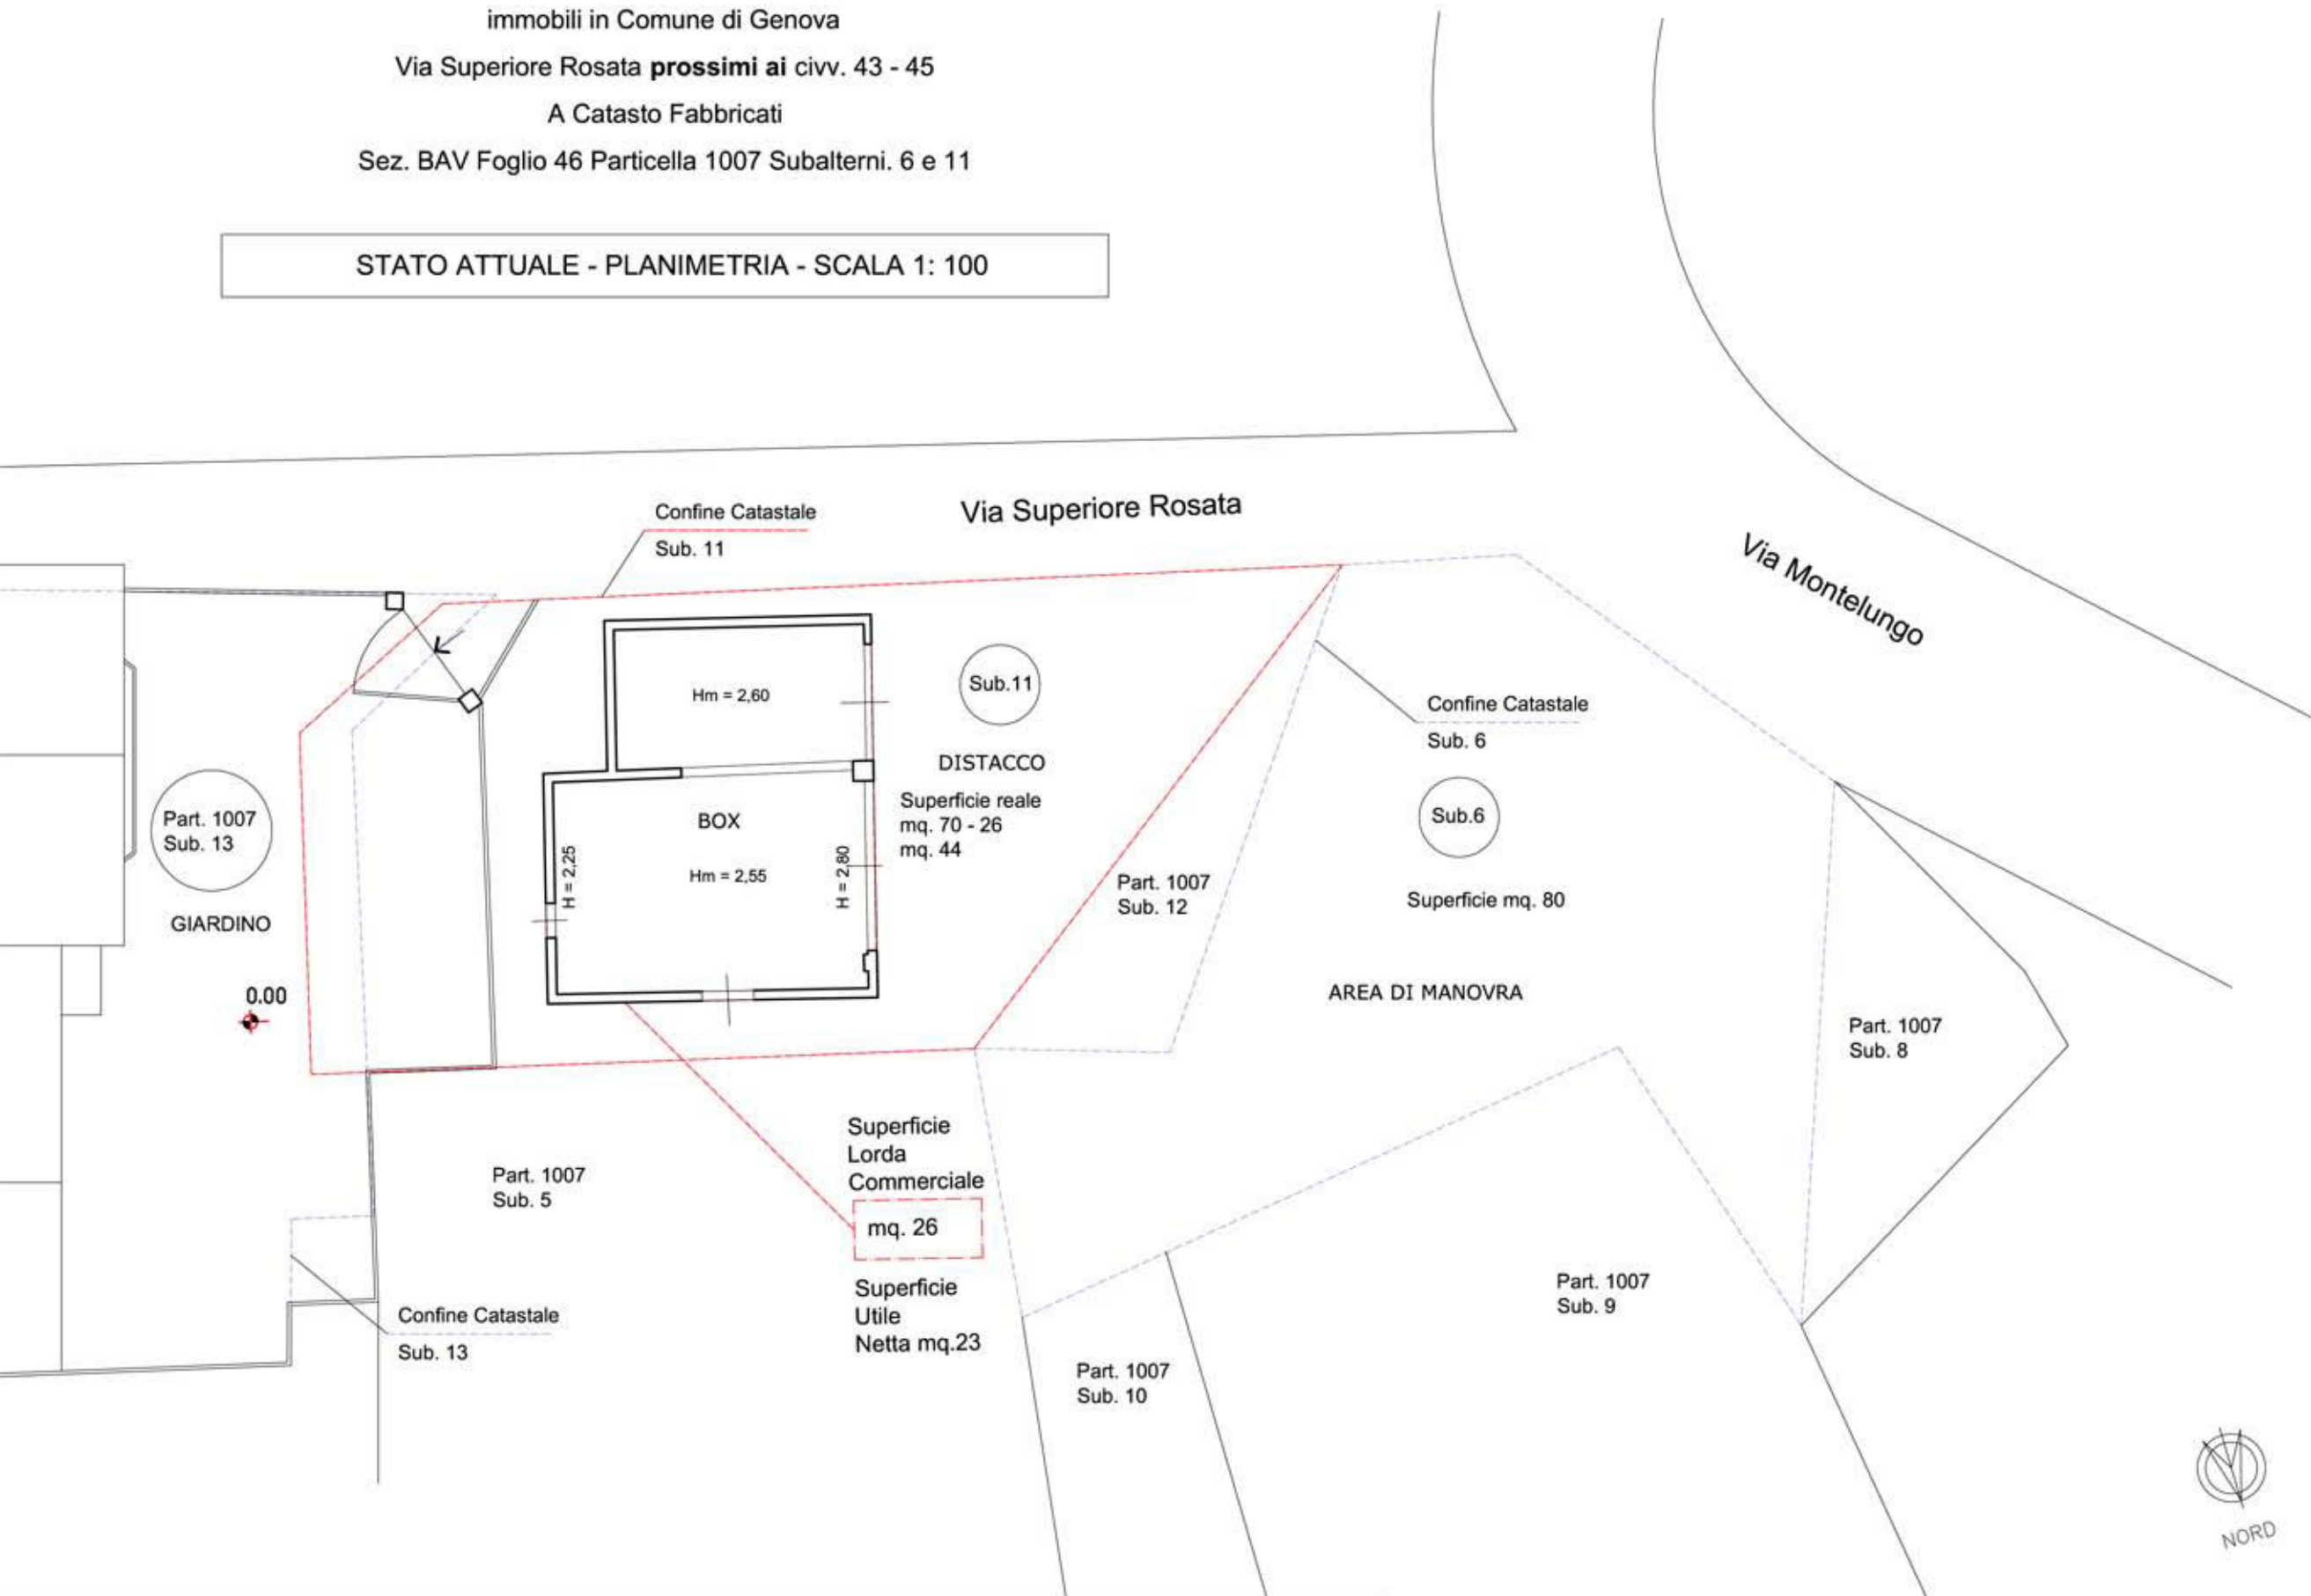 immobili in Comune di Genova
Via Superiore Rosata prossimi ai civv. 43 - 45
A Catasto Fabbricati
Sez. BAV Foglio 46 Particella 1007 Subalterni. 6 e 11
STATO ATTUALE - PLANIMETRIA - SCALA 1: 100
Via Superiore Rosata
Confine Catastale
Sub. 11
Via Montelungo
Hm = 2,60
Sub.11
Confine Catastale
Sub. 6
DISTACCO
Superficie reale
mq. 70 - 26
mq. 44
Part. 1007
Sub. 13
GIARDINO
0.00
BOX
Hm = 2,55
H = 2,25
H = 2,80
Sub.6
Superficie mq. 80
Part. 1007
Sub. 12
AREA DI MANOVRA
Part. 1007
Sub. 8
Superficie
Lorda
Commerciale
mq. 26
Superficie
Utile
Netta mq.23
Part. 1007
Sub. 5
Confine Catastale
Sub. 13
Part. 1007
Sub. 9
Part. 1007
Sub. 10
NORD